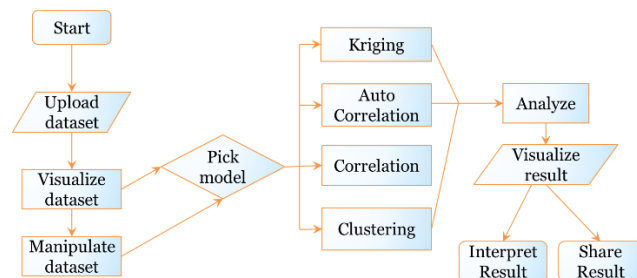 Start
Upload
dataset
Visualize
dataset
Manipulate
dataset
Pick
model
Kriging
Auto
Correlation
Correlation
Clustering
Analyze
Visualize
result
Interpret
Result
Share
Result